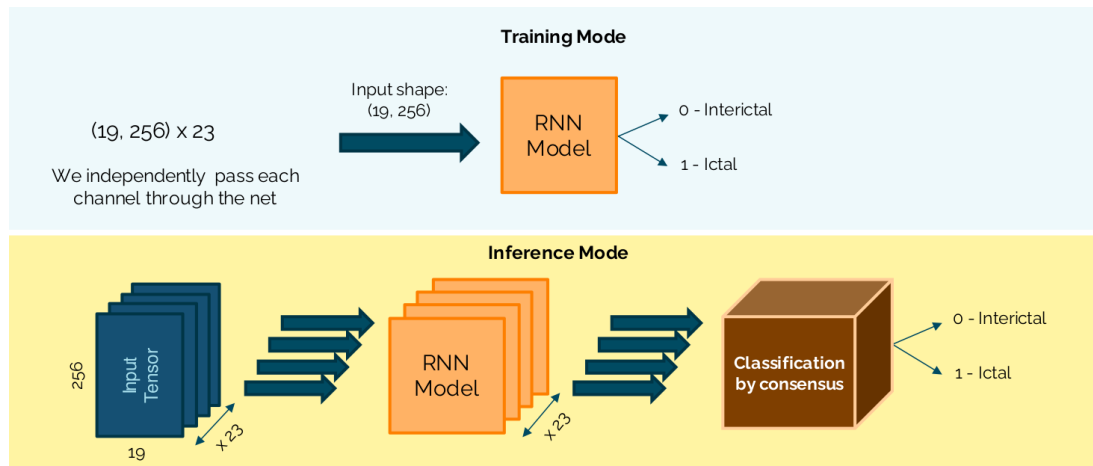 Training Mode
Input shape:
(19, 256)
(19, 256) x 23
We independently pass each
channel through the net
RNN
Model
0 - Interictal
1 - Ictal
Inference Mode
256
Input
Tensor
19
x 23
RNN
Model
x 23
Classification
by consensus
0 - Interictal
1 - Ictal